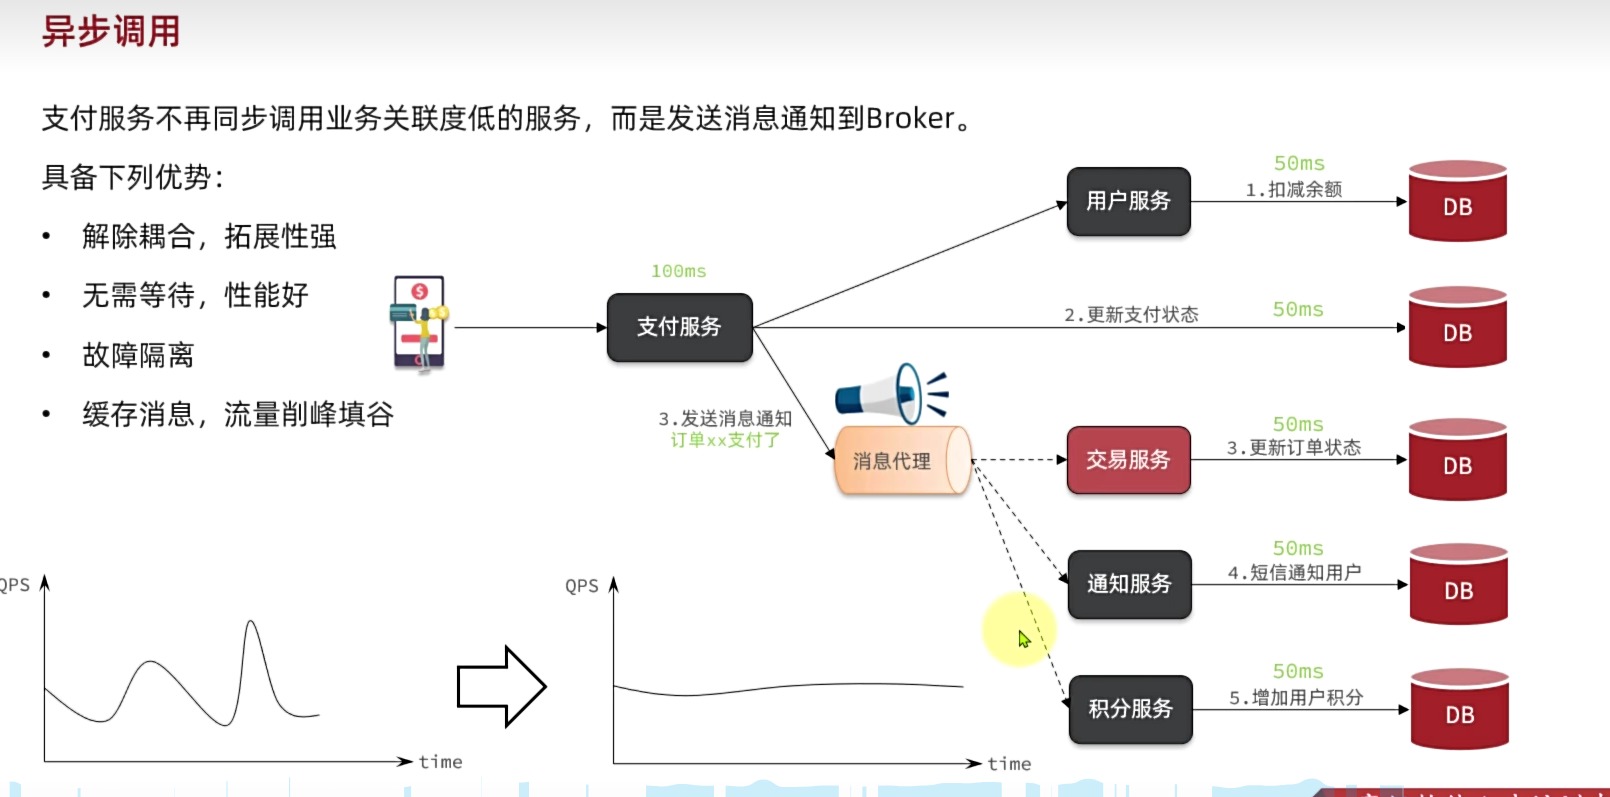 异步调用
支付服务不再同步调用业务关联度低的服务，而是发送消息通知到Broker。
具备下列优势：
• 解除耦合，拓展性强
• 无需等待，性能好
• 故障隔离
• 缓存消息，流量削峰填谷
$
100ms
支付服务
用户服务
50ms
1.扣减余额
DB
2.更新支付状态
50ms
DB
3.发送消息通知
订单xx支付了
消息代理
交易服务
50ms
3.更新订单状态
DB
通知服务
50ms
4.短信通知用户
DB
积分服务
50ms
5.增加用户积分
DB
QPS
time
QPS
time